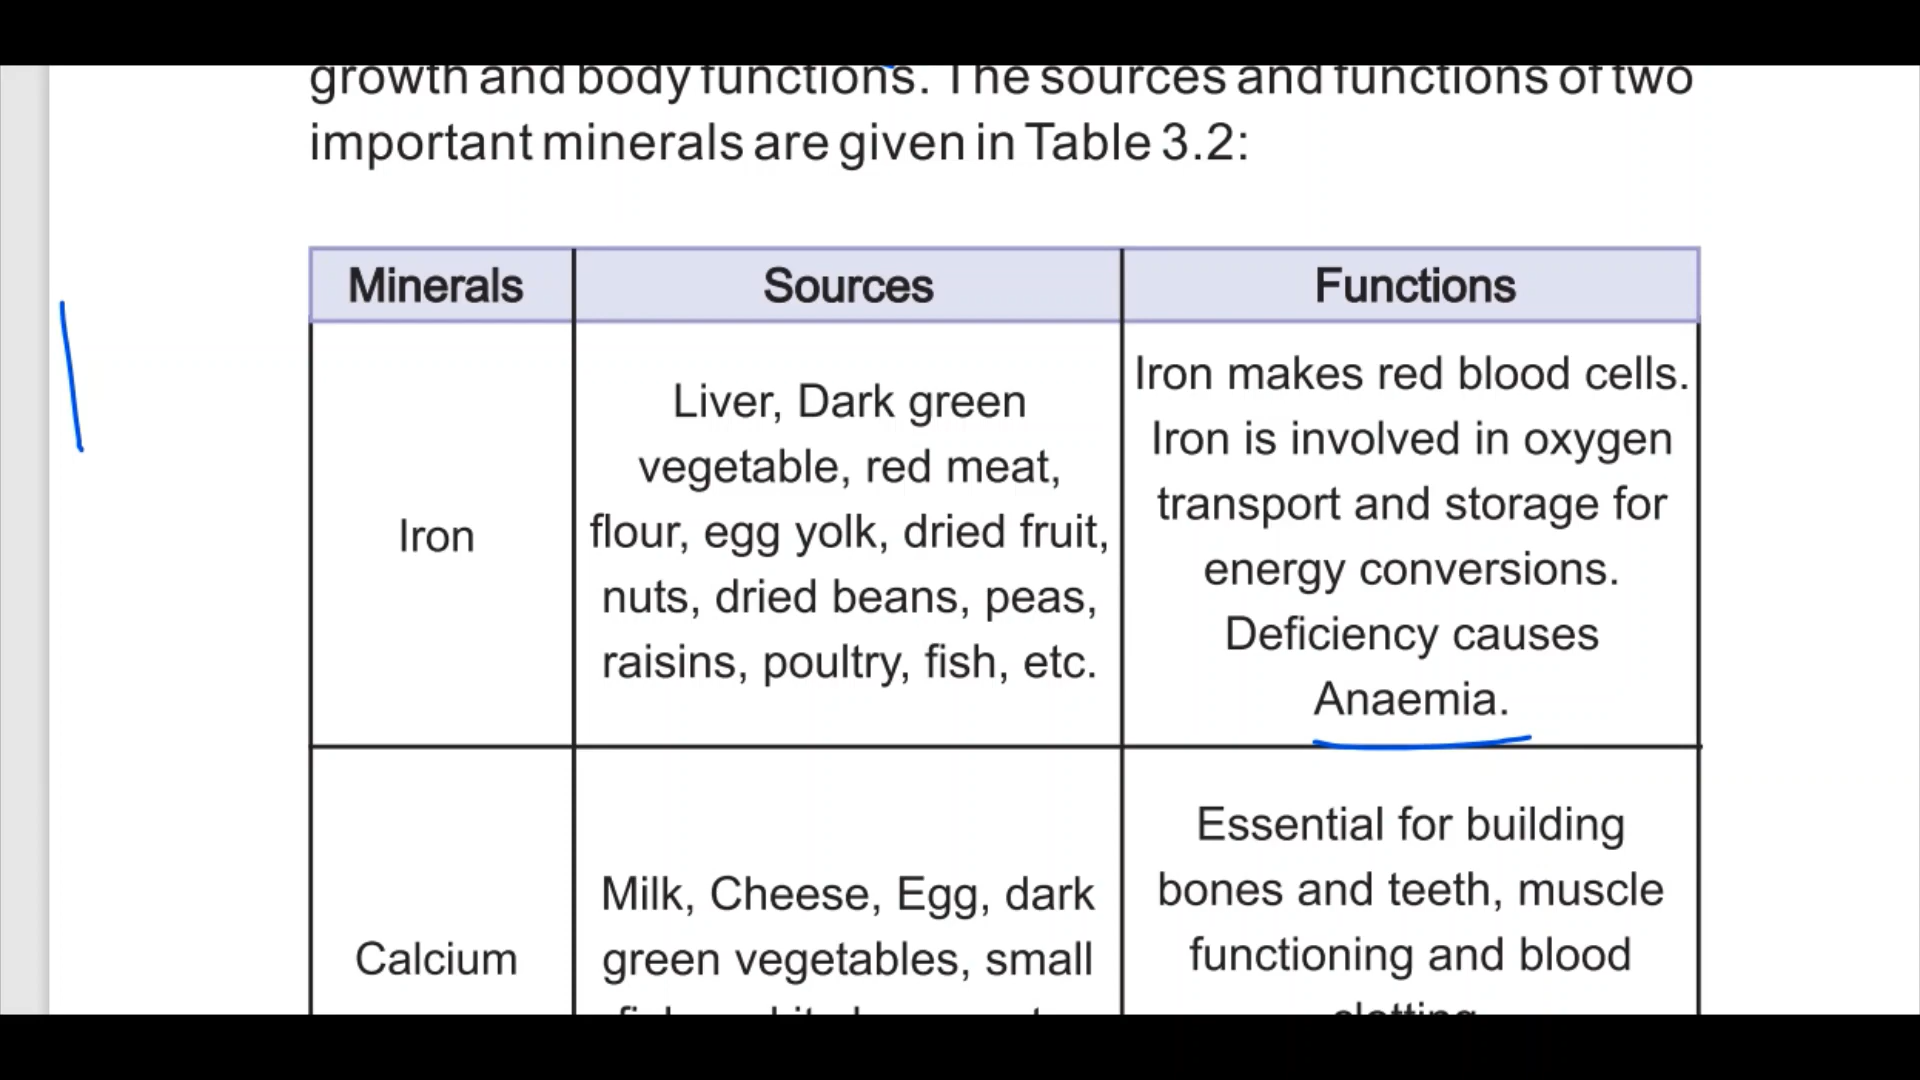 growth and body functions. The sources and functions of two
important minerals are given in Table 3.2:
Minerals Sources Functions
Iron
Liver, Dark green
vegetable, red meat,
flour, egg yolk, dried fruit,
nuts, dried beans, peas,
raisins, poultry, fish, etc.
Iron makes red blood cells.
Iron is involved in oxygen
transport and storage for
energy conversions.
Deficiency causes
Anaemia.
Calcium
Milk, Cheese, Egg, dark
green vegetables, small
Essential for building
bones and teeth, muscle
functioning and blood
clotting